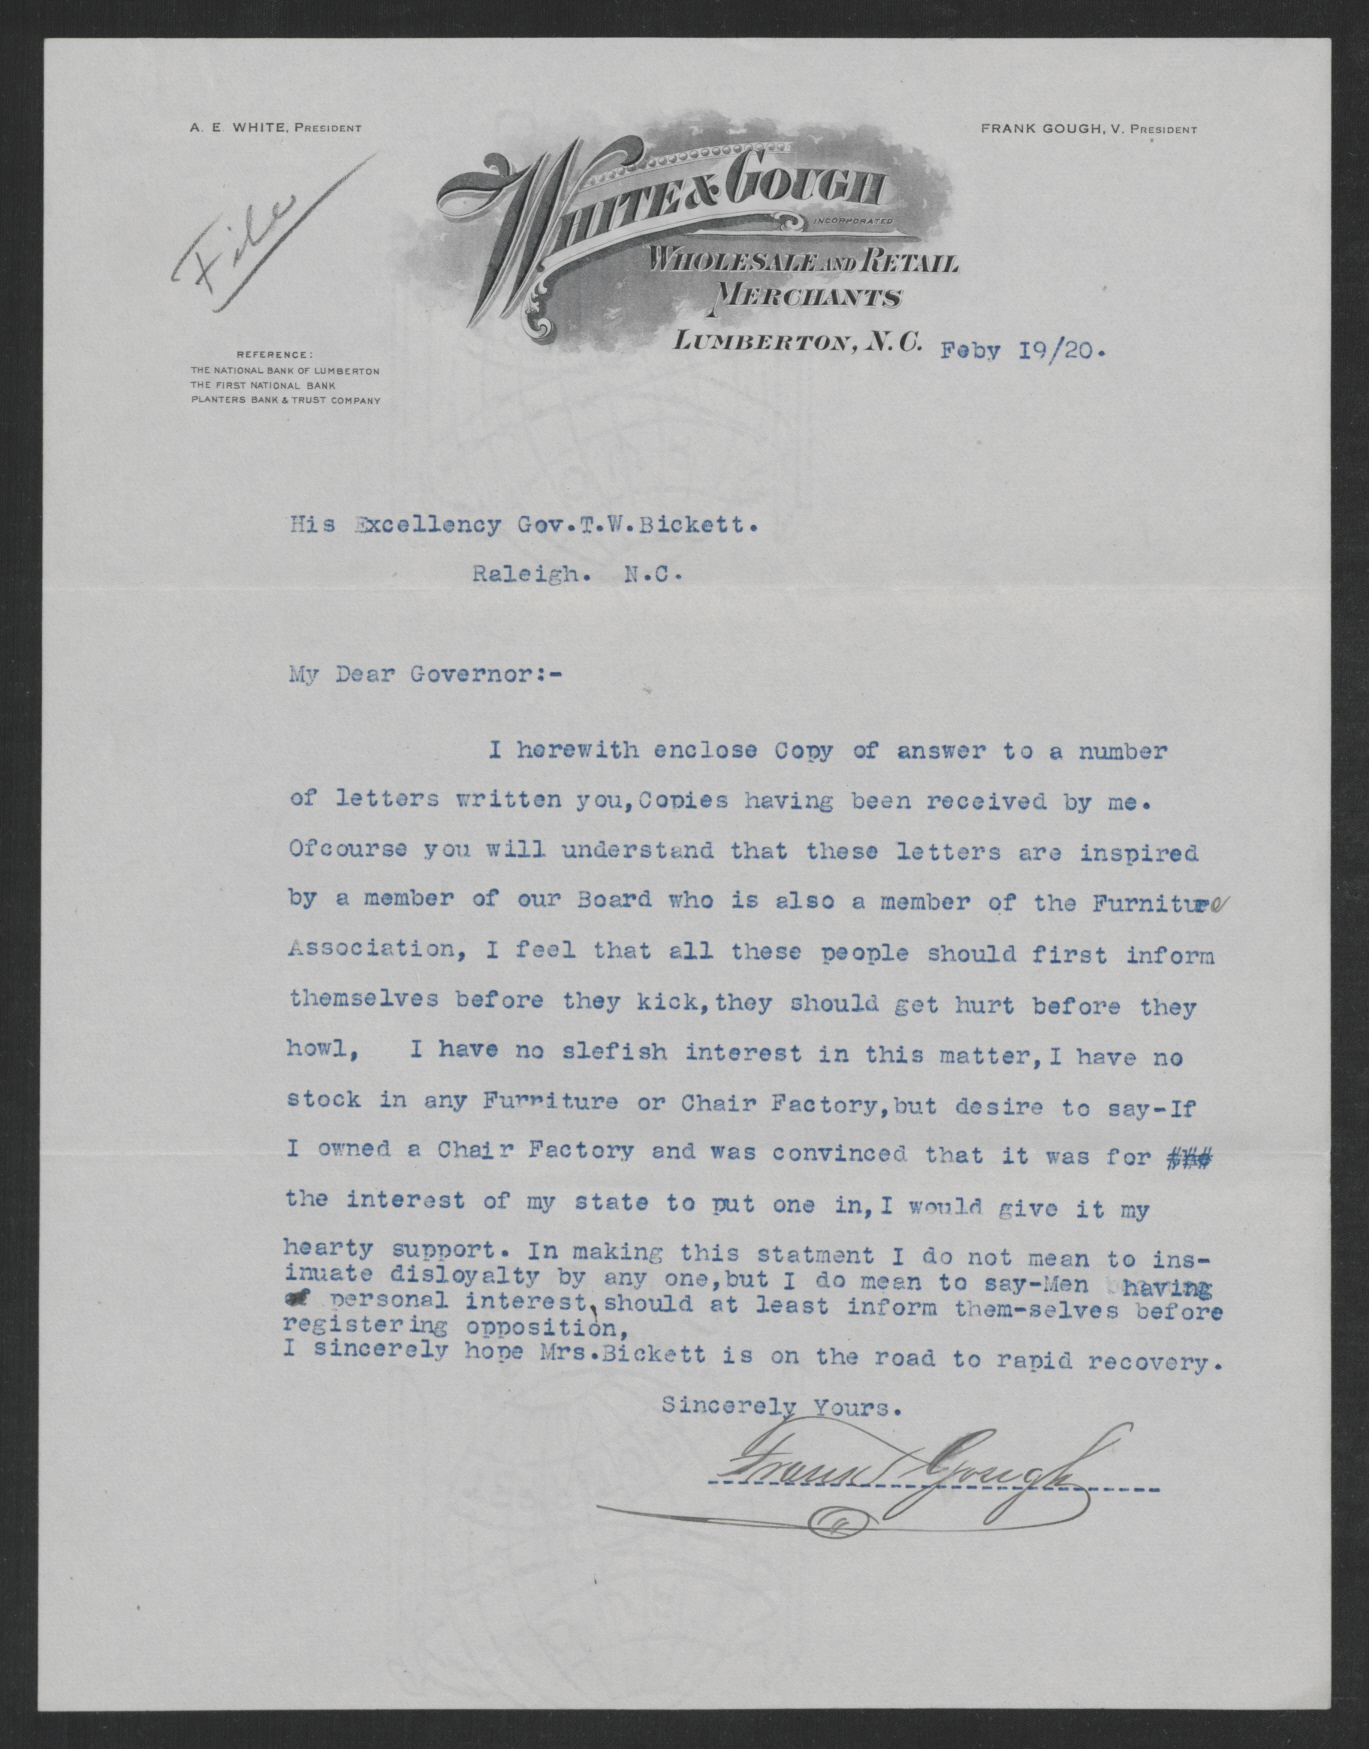 A. E. WHITE, PRESIDENT
FRANK GOUGH, V. PRESIDENT
File
WHITE & GOUGH
INCORPORATED
WHOLESALE AND RETAIL
MERCHANTS
LUMBERTON, N.C. Feby 19/20.
REFERENCE:
THE NATIONAL BANK OF LUMBERTON
THE FIRST NATIONAL BANK
PLANTERS BANK & TRUST COMPANY
His Excellency Gov.T.W.Bickett.
Raleigh. N.C.
My Dear Governor:-
I herewith enclose Copy of answer to a number
of letters written you,Copies having been received by me.
Ofcourse you will understand that these letters are inspired
by a member of our Board who is also a member of the Furniture
Association, I feel that all these people should first inform
themselves before they kick,they should get hurt before they
howl, I have no slefish interest in this matter,I have no
stock in any Furniture or Chair Factory,but desire to say-If
I owned a Chair Factory and was convinced that it was for
the interest of my state to put one in,I would give it my
hearty support. In making this statment I do not mean to ins-
inuate disloyalty by any one,but I do mean to say-Men having
personal interest, should at least inform them-selves before
registering opposition,
I sincerely hope Mrs.Bickett is on the road to rapid recovery.
Sincerely Yours.
Frank Gough